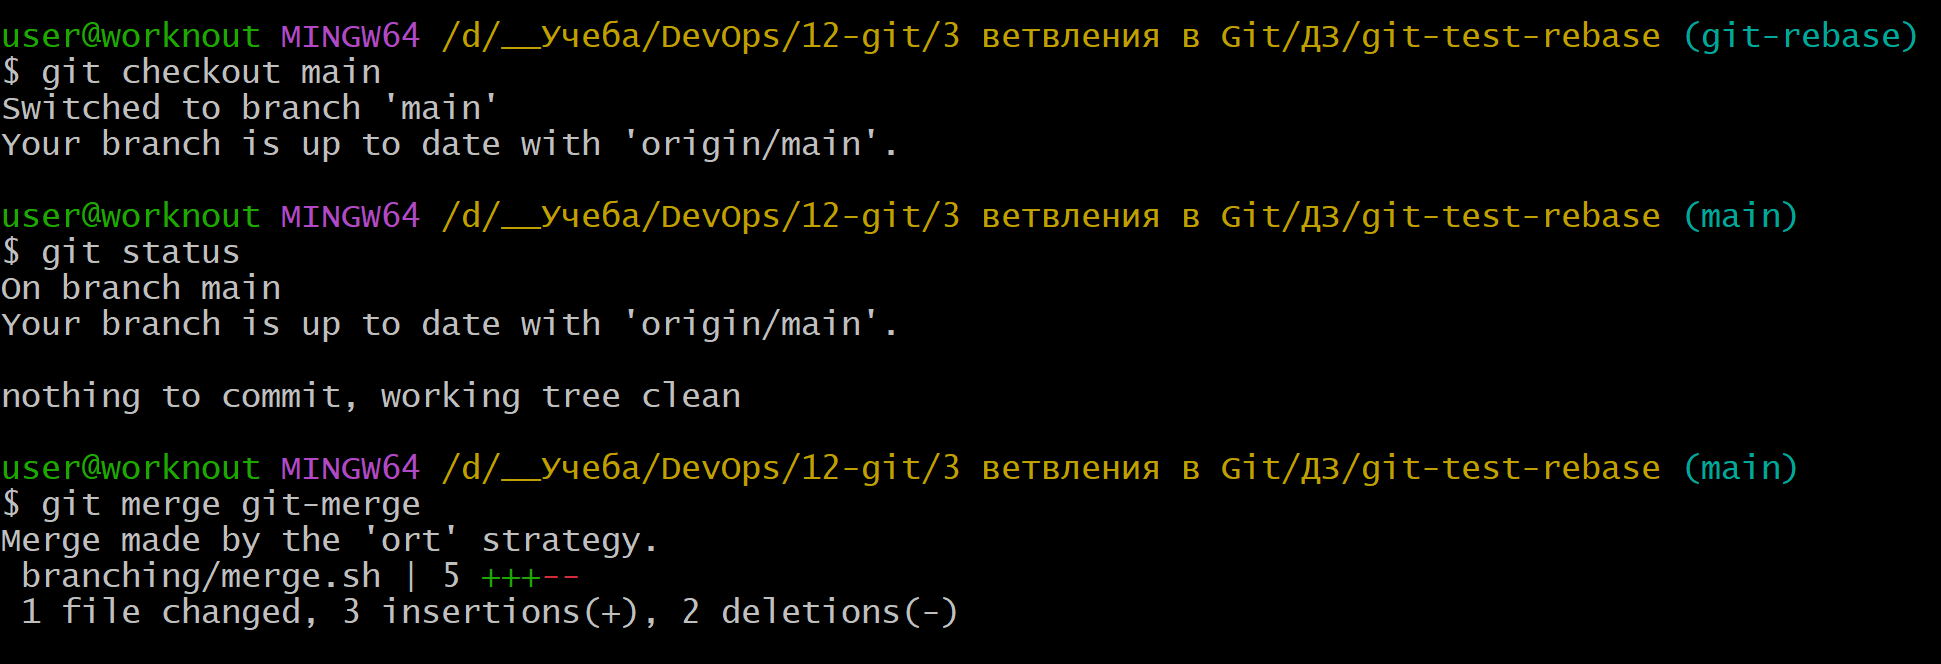 user@worknout MINGW64 /d/__Учеба/DevOps/12-git/3 ветвления в Git/ДЗ/git-test-rebase (git-rebase)
$ git checkout main
Switched to branch 'main'
Your branch is up to date with 'origin/main'.
user@worknout MINGW64 /d/__Учеба/DevOps/12-git/3 ветвления в Git/ДЗ/git-test-rebase (main)
$ git status
On branch main
Your branch is up to date with 'origin/main'.
nothing to commit, working tree clean
user@worknout MINGW64 /d/__Учеба/DevOps/12-git/3 ветвления в Git/ДЗ/git-test-rebase (main)
$ git merge git-merge
Merge made by the 'ort' strategy.
 branching/merge.sh | 5 +++--
 1 file changed, 3 insertions(+), 2 deletions(-)